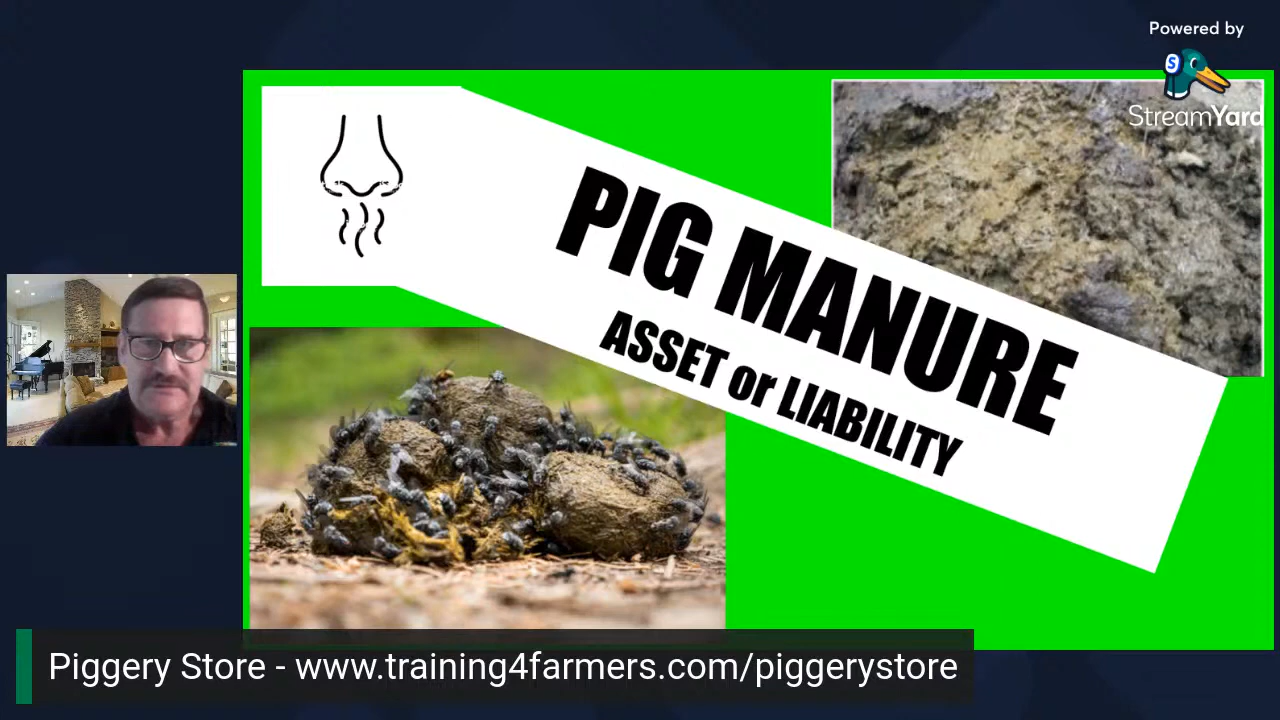 Powered by
S
StreamYard
PIG MANURE
ASSET or LIABILITY
Piggery Store - www.training4farmers.com/piggerystore